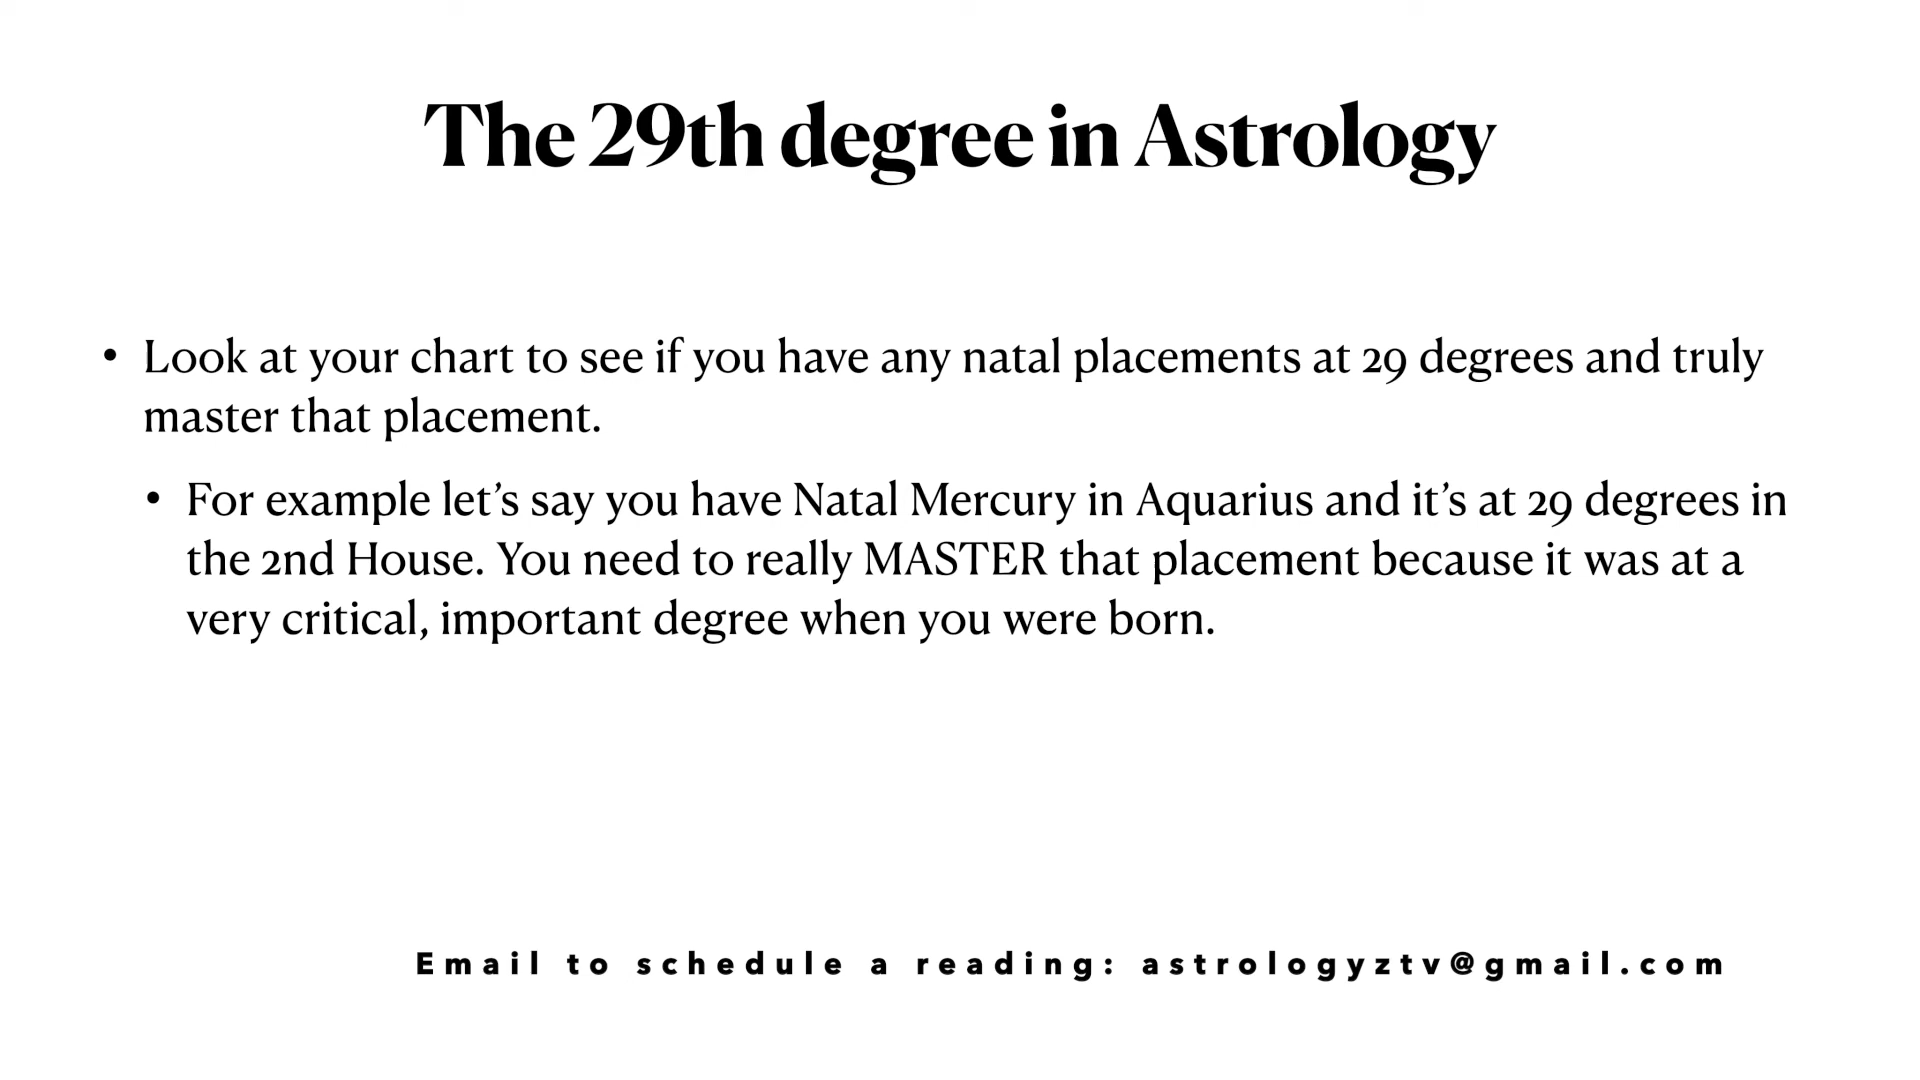 The 29th degree in Astrology
• Look at your chart to see if you have any natal placements at 29 degrees and truly
master that placement.
• For example let’s say you have Natal Mercury in Aquarius and it’s at 29 degrees in
the 2nd House. You need to really MASTER that placement because it was at a
very critical, important degree when you were born.
Email to schedule a reading: astrologyztv@gmail.com